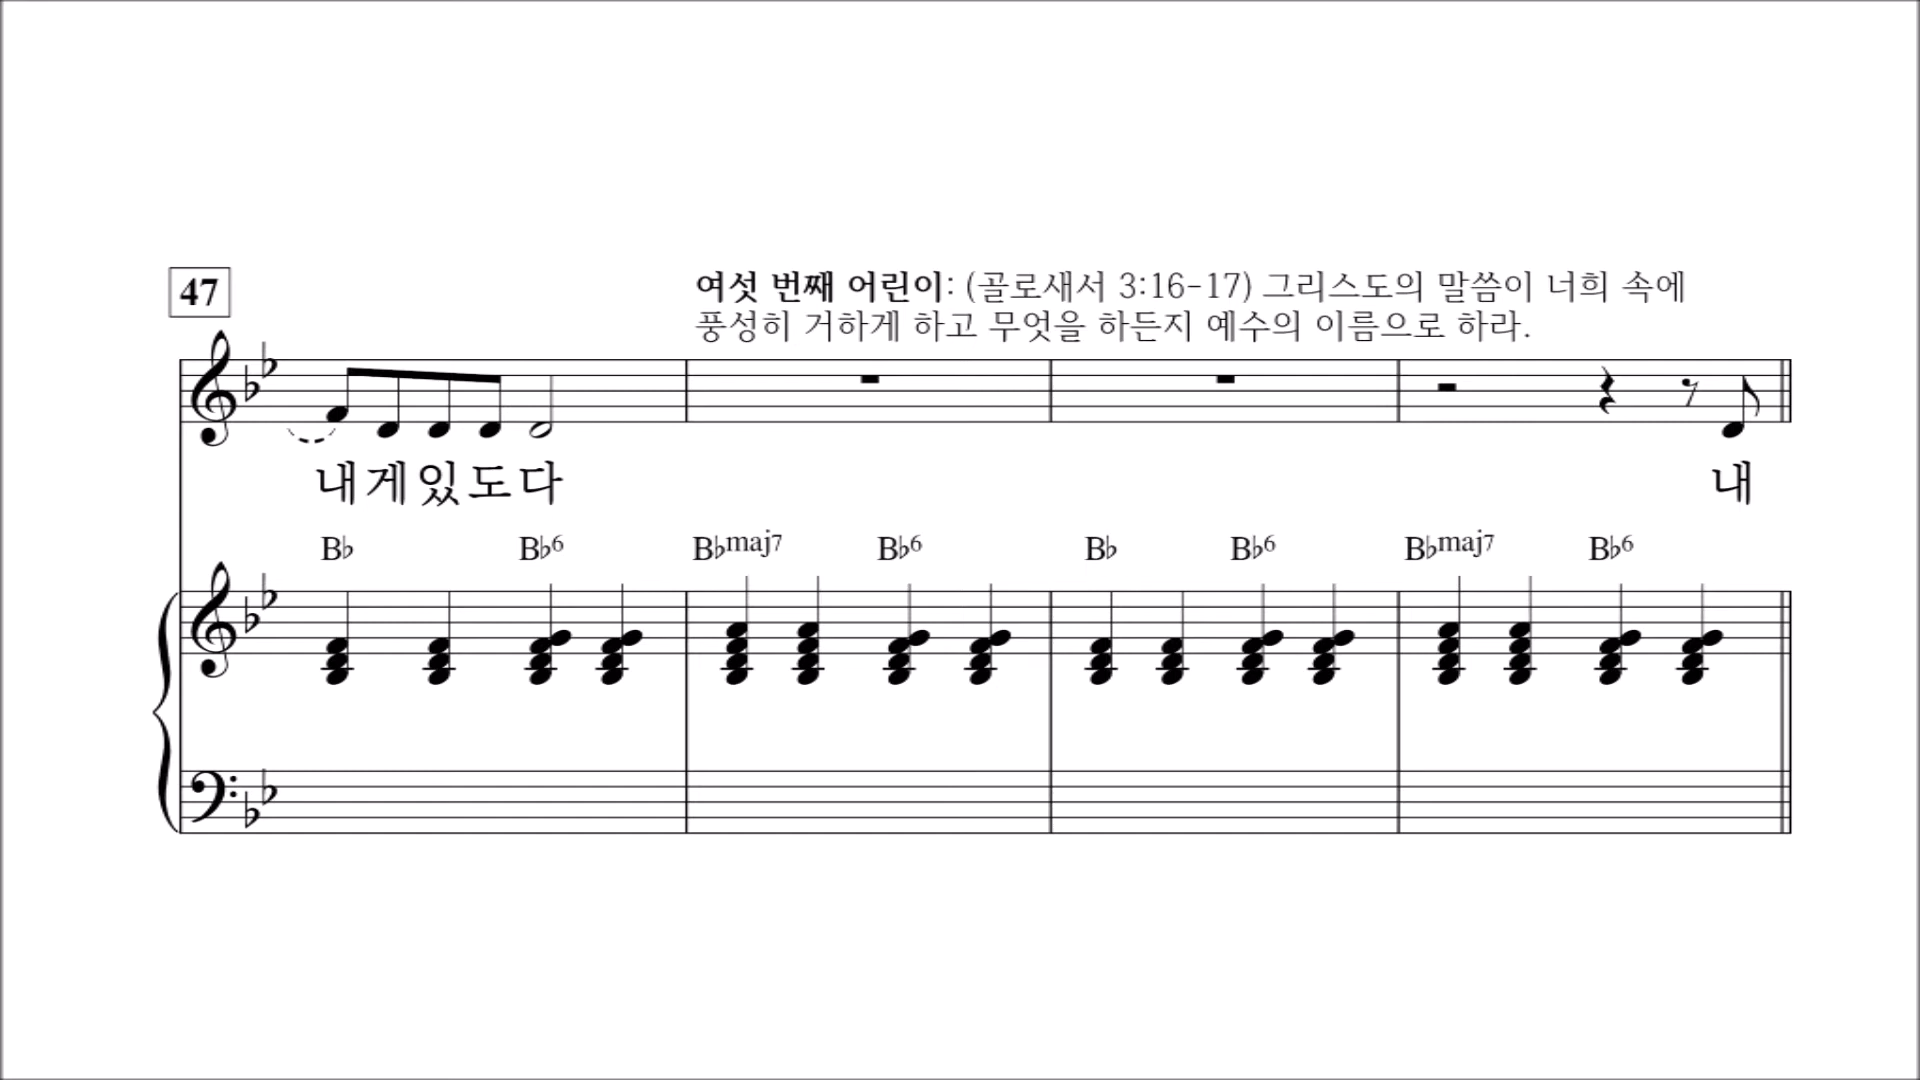 47
여섯 번째 어린이: (골로새서 3:16-17) 그리스도의 말씀이 너희 속에
풍성히 거하게 하고 무엇을 하든지 예수의 이름으로 하라.
내게있도다 내
B♭ B♭6 B♭maj7 B♭6 B♭ B♭6 B♭maj7 B♭6